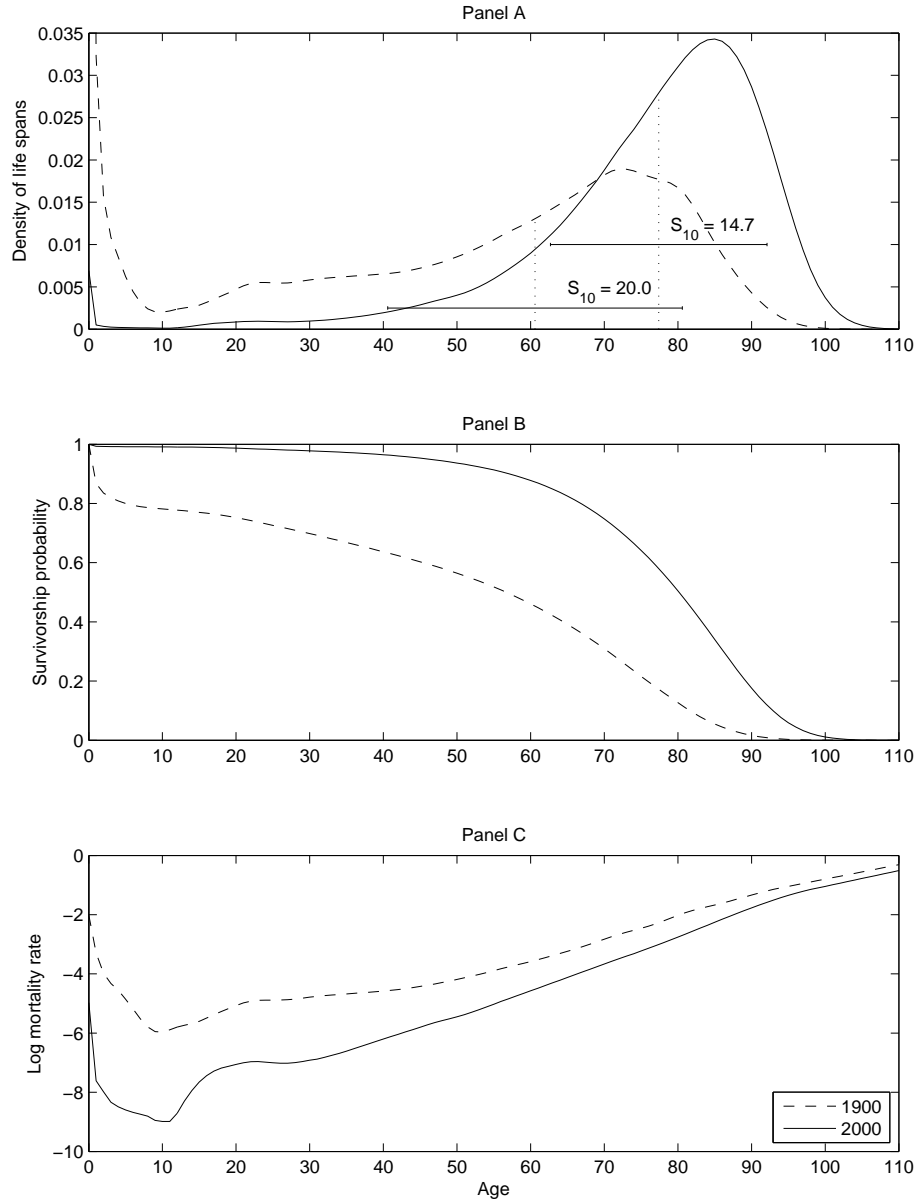 Panel A
Density of life spans
0.035
0.03
0.025
0.02
0.015
0.01
0.005
0
S10 = 14.7
S10 = 20.0
0 10 20 30 40 50 60 70 80 90 100 110
Panel B
Survivorship probability
1
0.8
0.6
0.4
0.2
0
0 10 20 30 40 50 60 70 80 90 100 110
Panel C
Log mortality rate
0
−2
−4
−6
−8
−10
1900
2000
0 10 20 30 40 50 60 70 80 90 100 110
Age